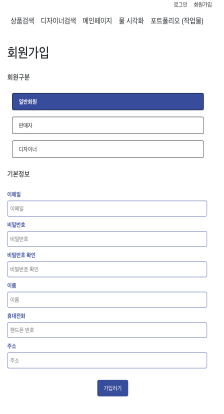 로그인 회원가입
상품검색 디자이너검색 메인페이지 몰 시각화 포트폴리오 (작업물)
회원가입
회원구분
일반회원
판매자
디자이너
기본정보
이메일
이메일
비밀번호
비밀번호
비밀번호 확인
비밀번호 확인
이름
이름
휴대전화
핸드폰 번호
주소
주소
가입하기